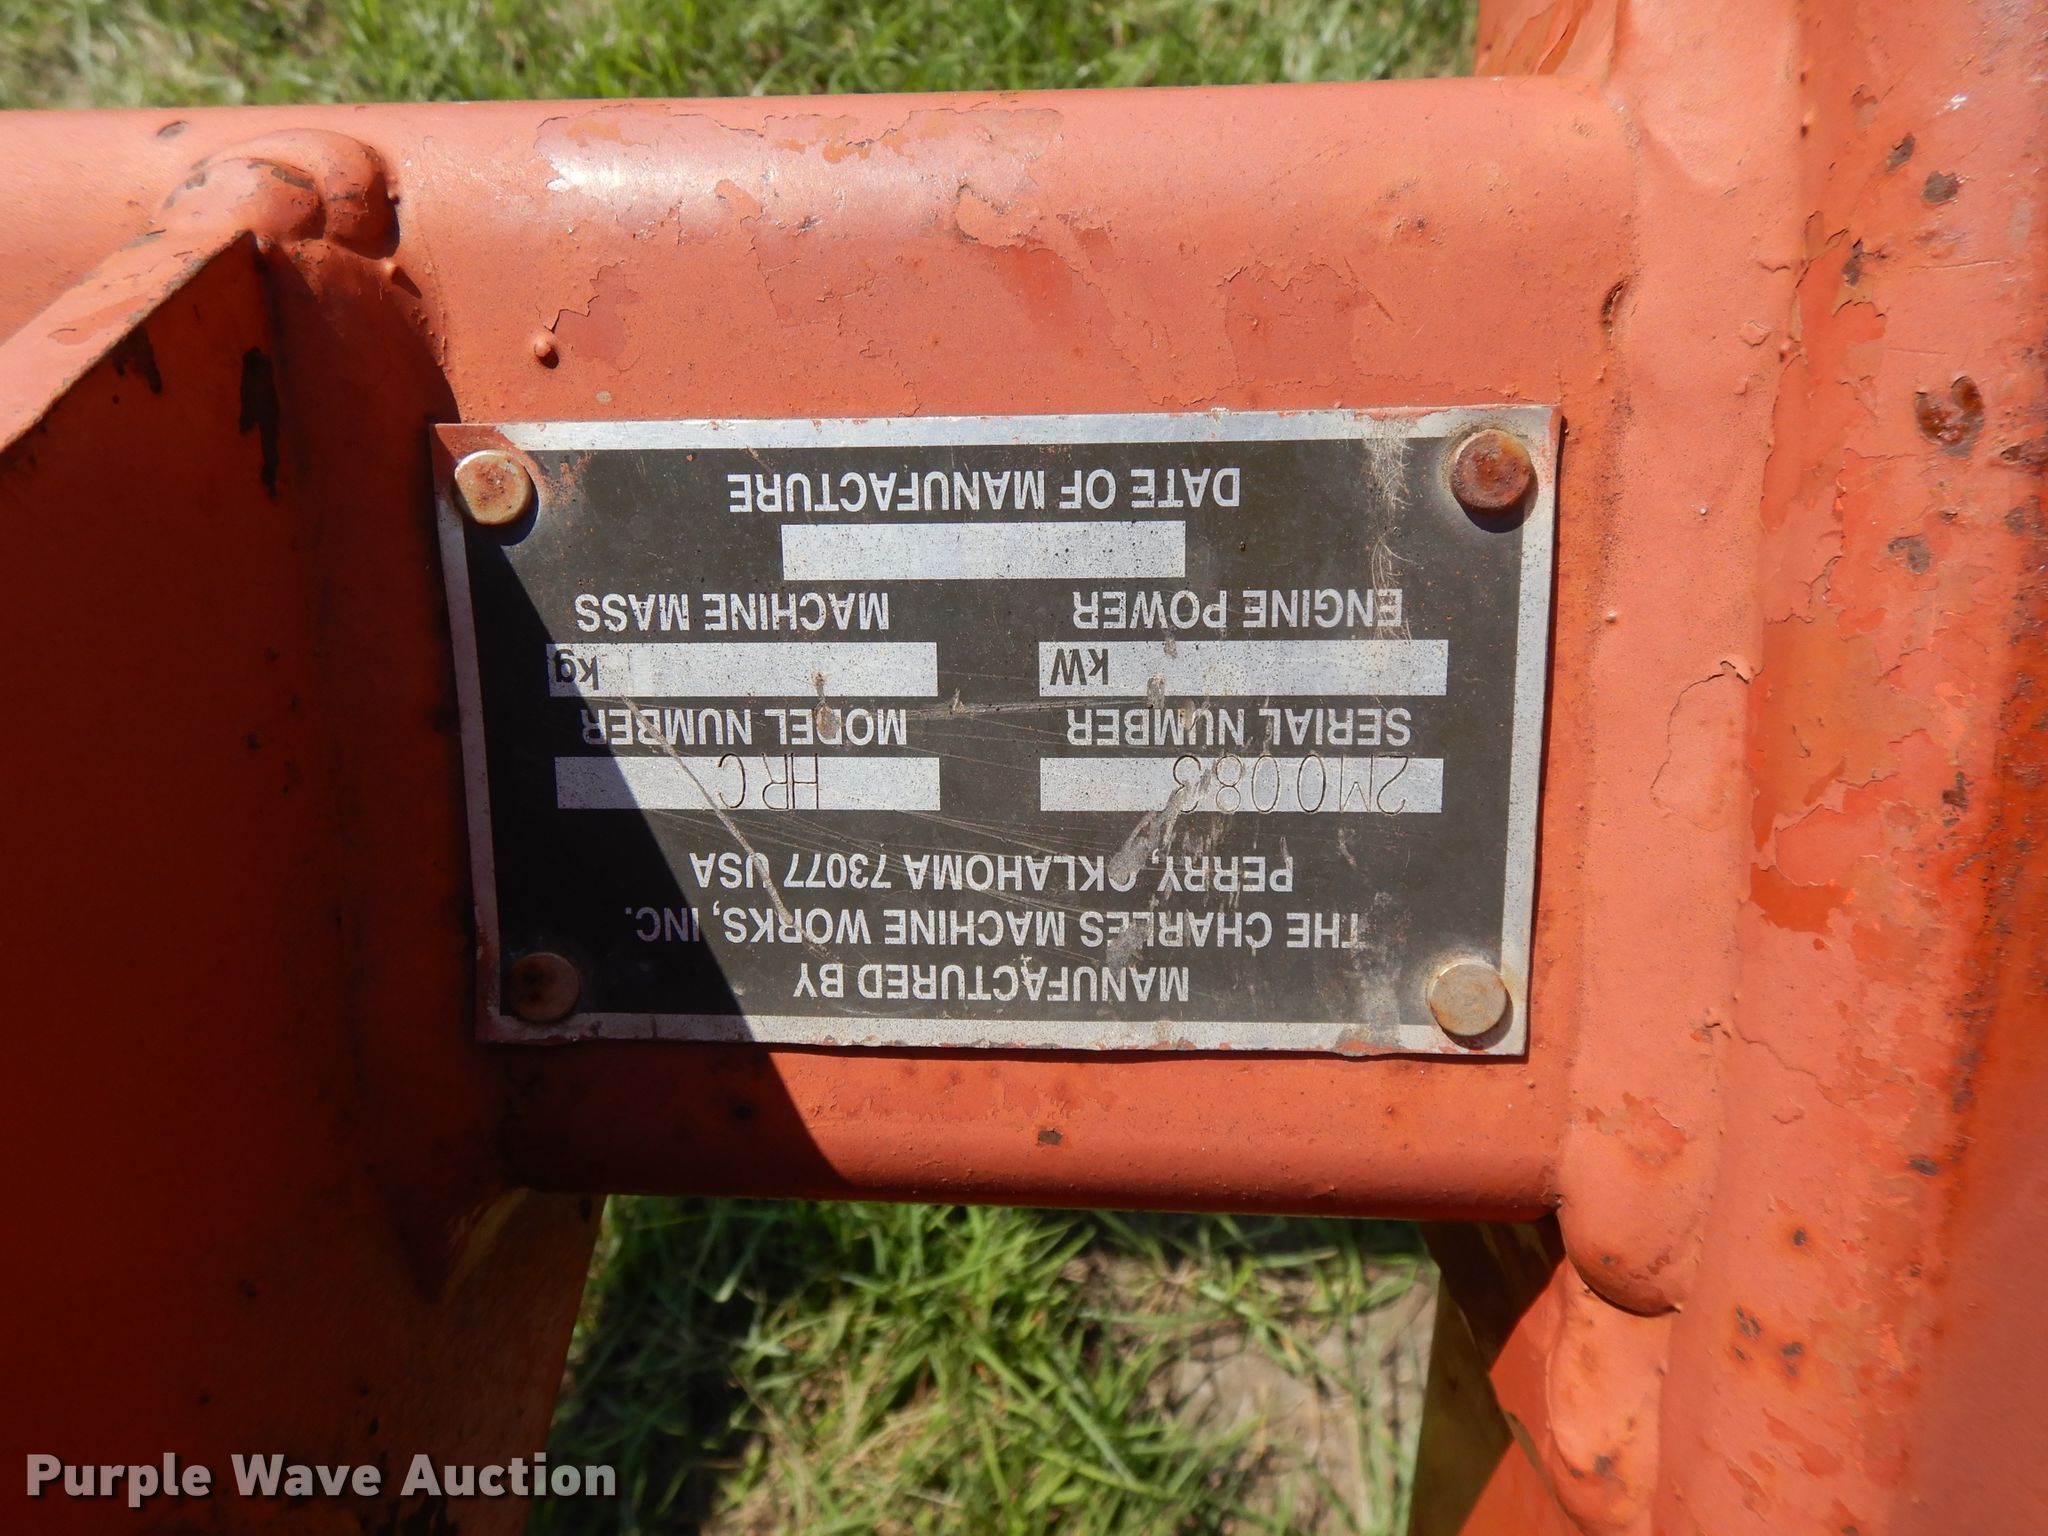 MANUFACTURED BY
THE CHARLES MACHINE WORKS, INC.
PERRY, OKLAHOMA 73077 USA
2M0083 HRC
SERIAL NUMBER MODEL NUMBER
kW kg
ENGINE POWER MACHINE MASS
DATE OF MANUFACTURE
Purple Wave Auction